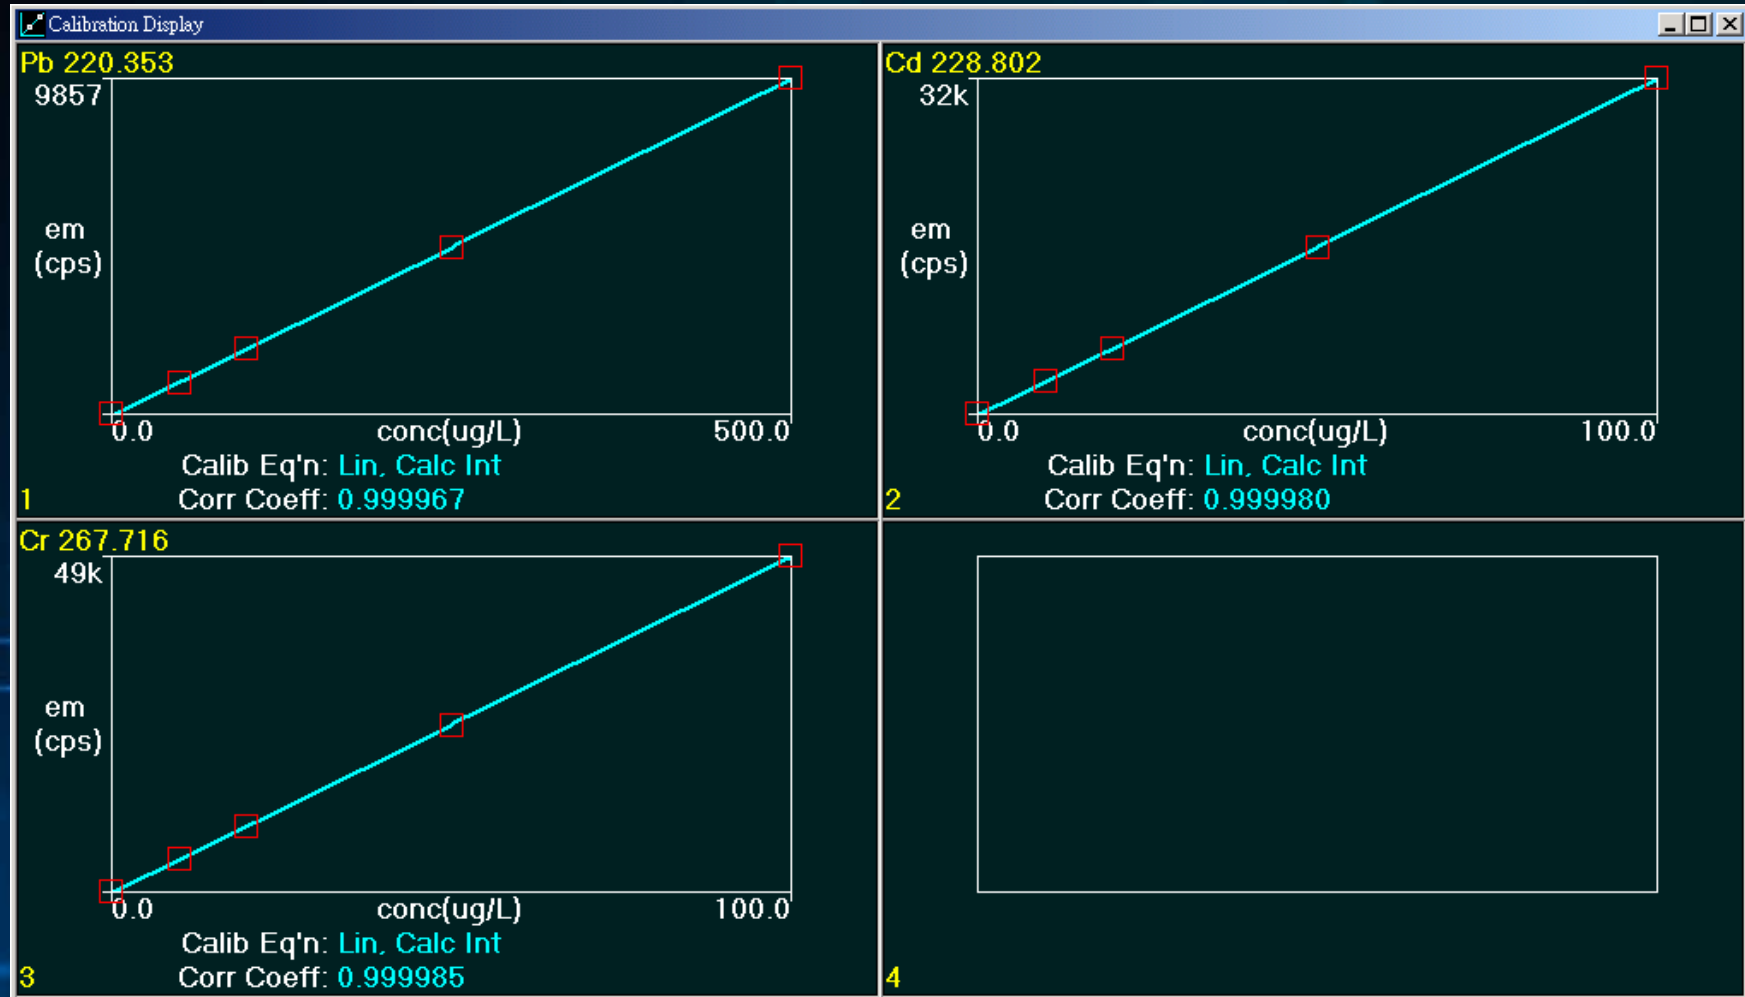 Calibration Display
Pb 220.353
9857
em
(cps)
0.0 conc(ug/L) 500.0
Calib Eq'n: Lin, Calc Int
1 Corr Coeff: 0.999967
Cd 228.802
32k
em
(cps)
0.0 conc(ug/L) 100.0
Calib Eq'n: Lin, Calc Int
2 Corr Coeff: 0.999980
Cr 267.716
49k
em
(cps)
0.0 conc(ug/L) 100.0
Calib Eq'n: Lin, Calc Int
3 Corr Coeff: 0.999985
4